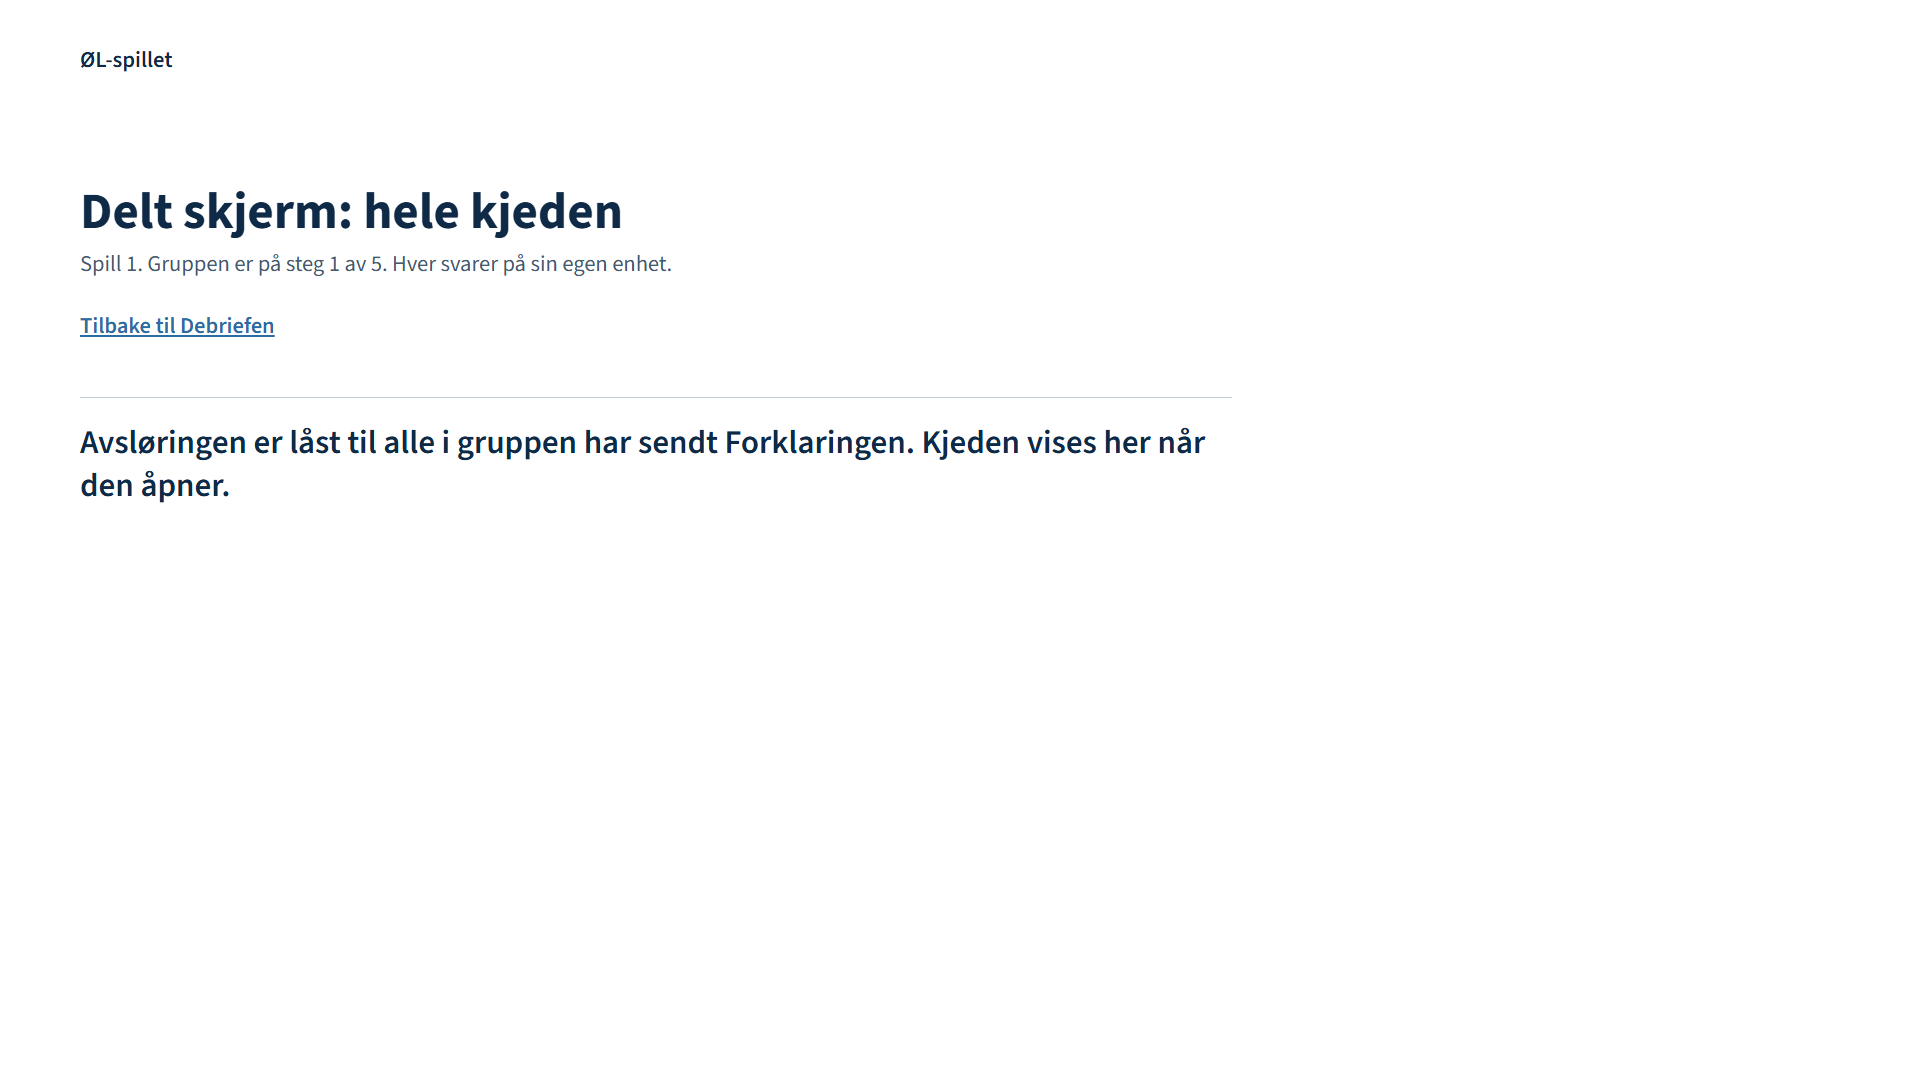 ØL-spillet
Delt skjerm: hele kjeden
Spill 1. Gruppen er på steg 1 av 5. Hver svarer på sin egen enhet.
Tilbake til Debriefen
Avsløringen er låst til alle i gruppen har sendt Forklaringen. Kjeden vises her når
den åpner.